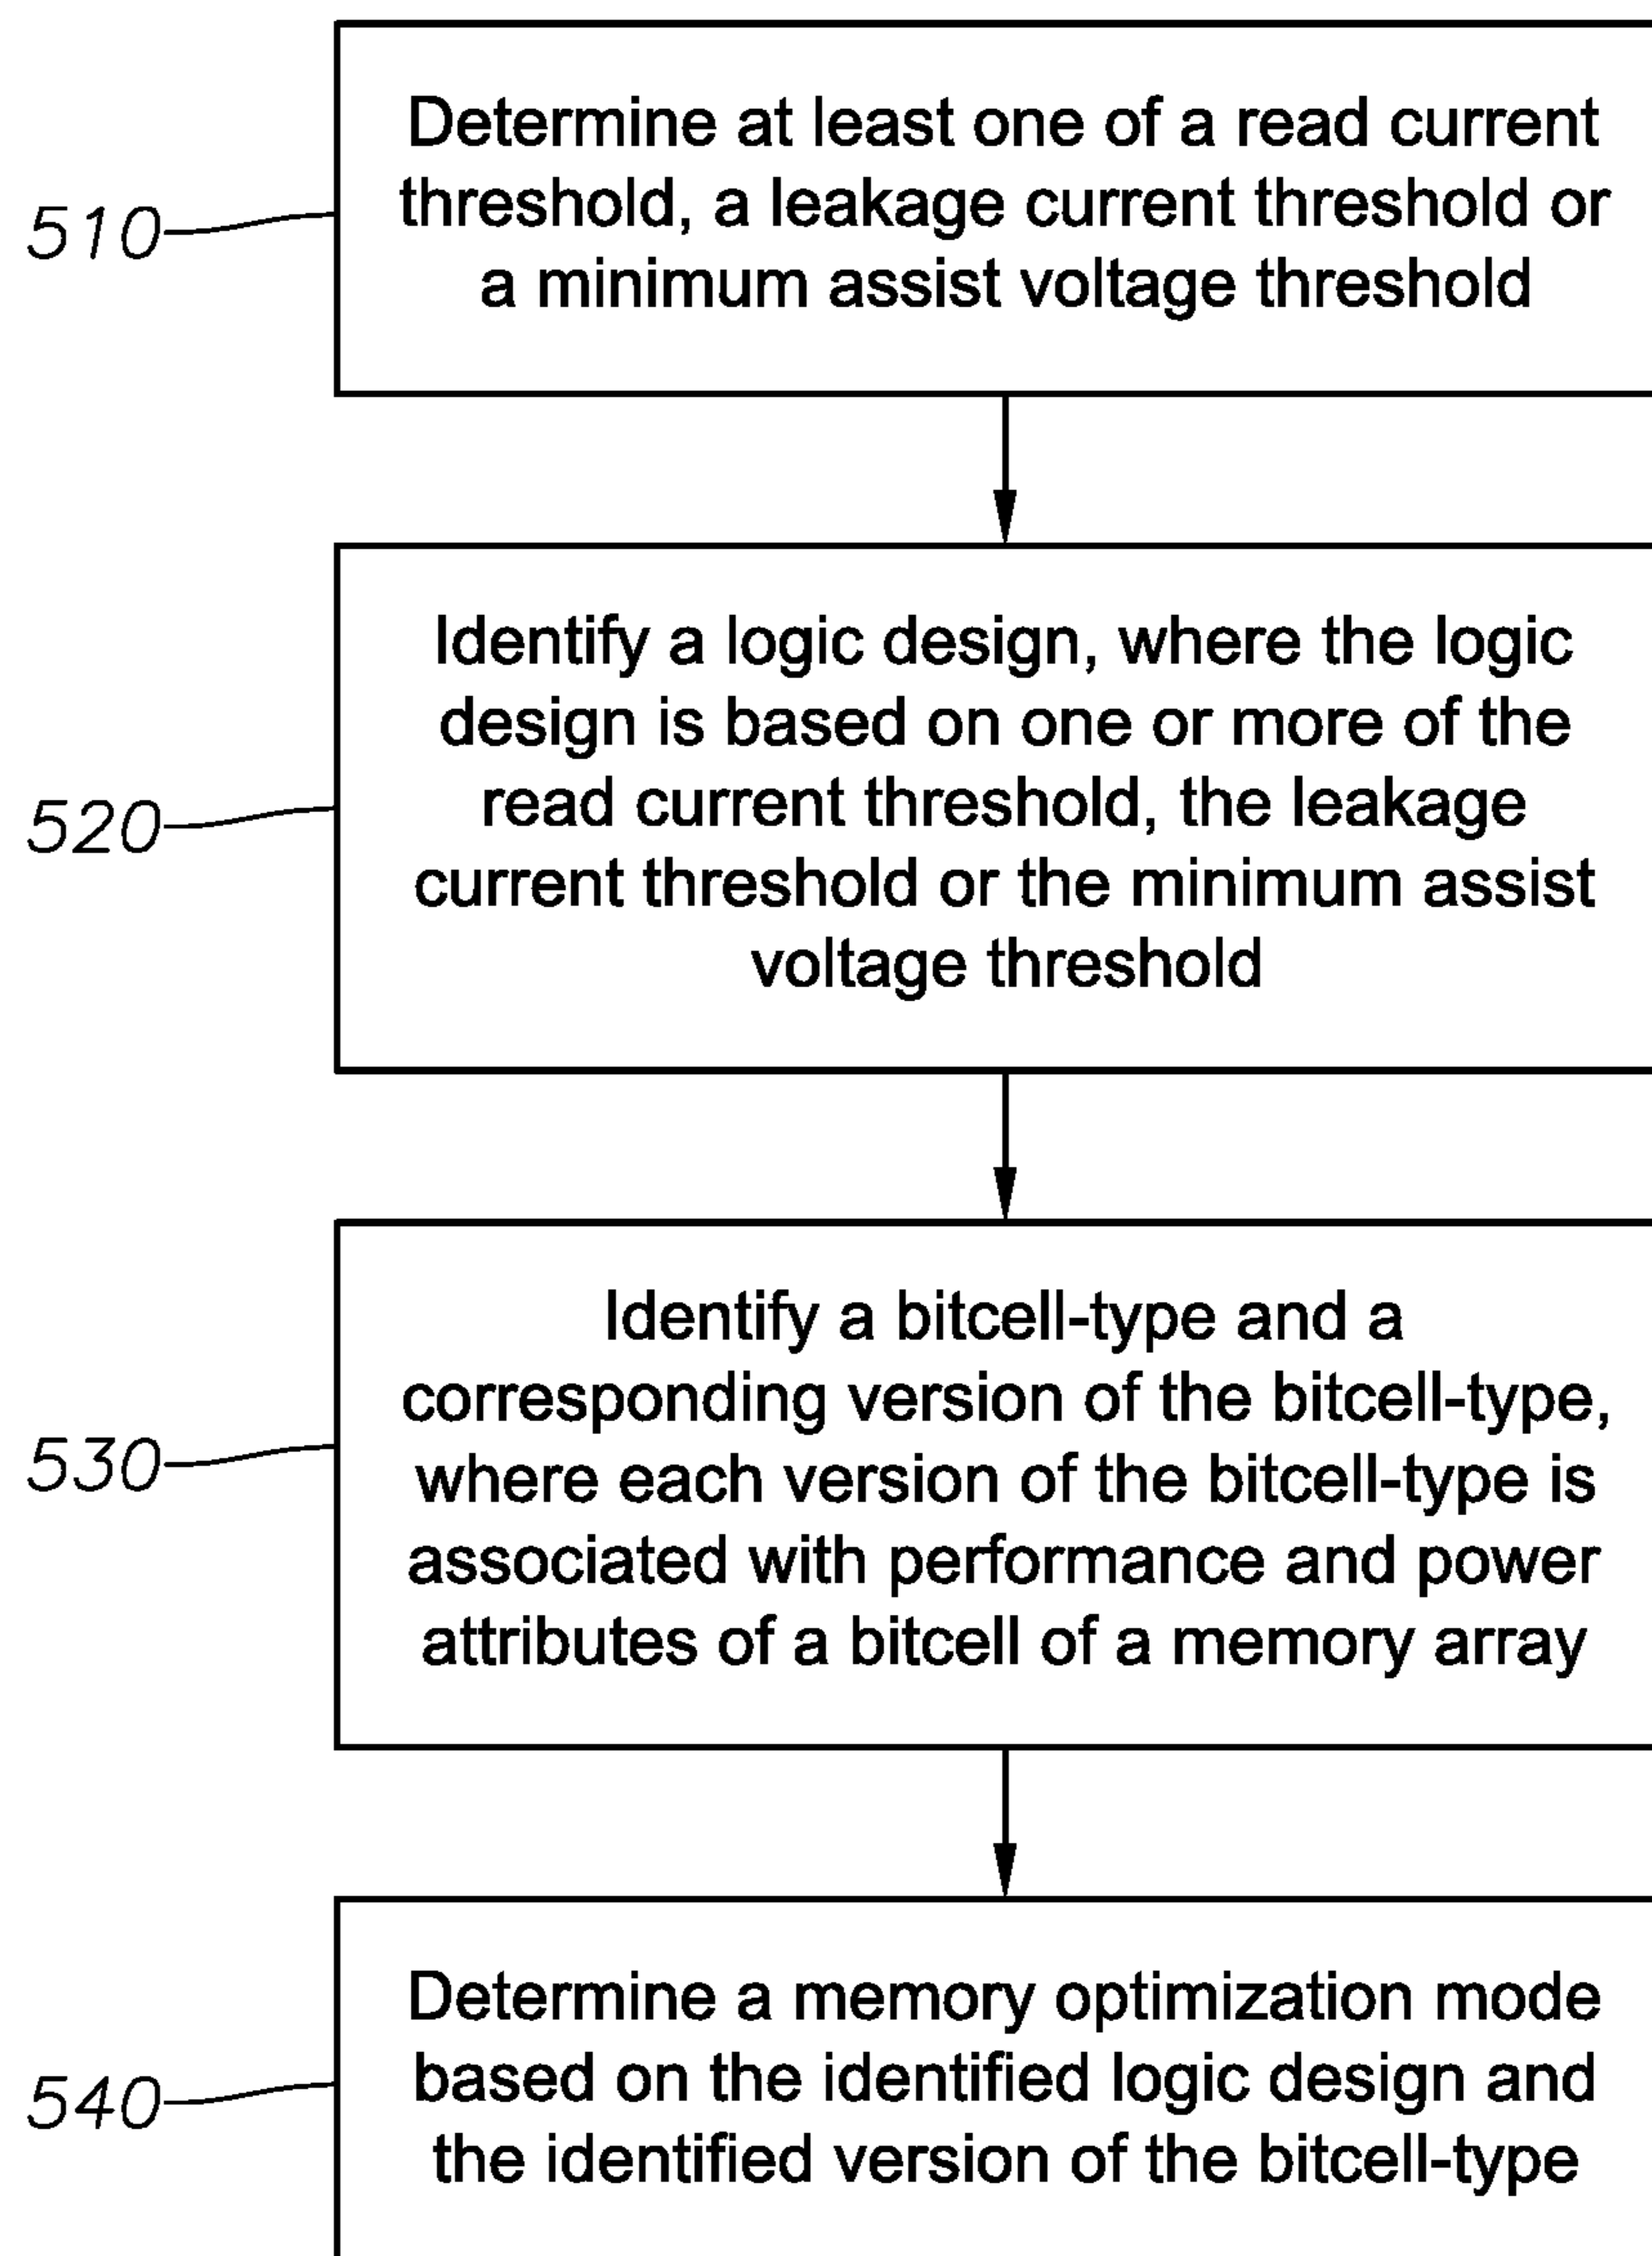 510
Determine at least one of a read current
threshold, a leakage current threshold or
a minimum assist voltage threshold
520
Identify a logic design, where the logic
design is based on one or more of the
read current threshold, the leakage
current threshold or the minimum assist
voltage threshold
530
Identify a bitcell-type and a
corresponding version of the bitcell-type,
where each version of the bitcell-type is
associated with performance and power
attributes of a bitcell of a memory array
540
Determine a memory optimization mode
based on the identified logic design and
the identified version of the bitcell-type